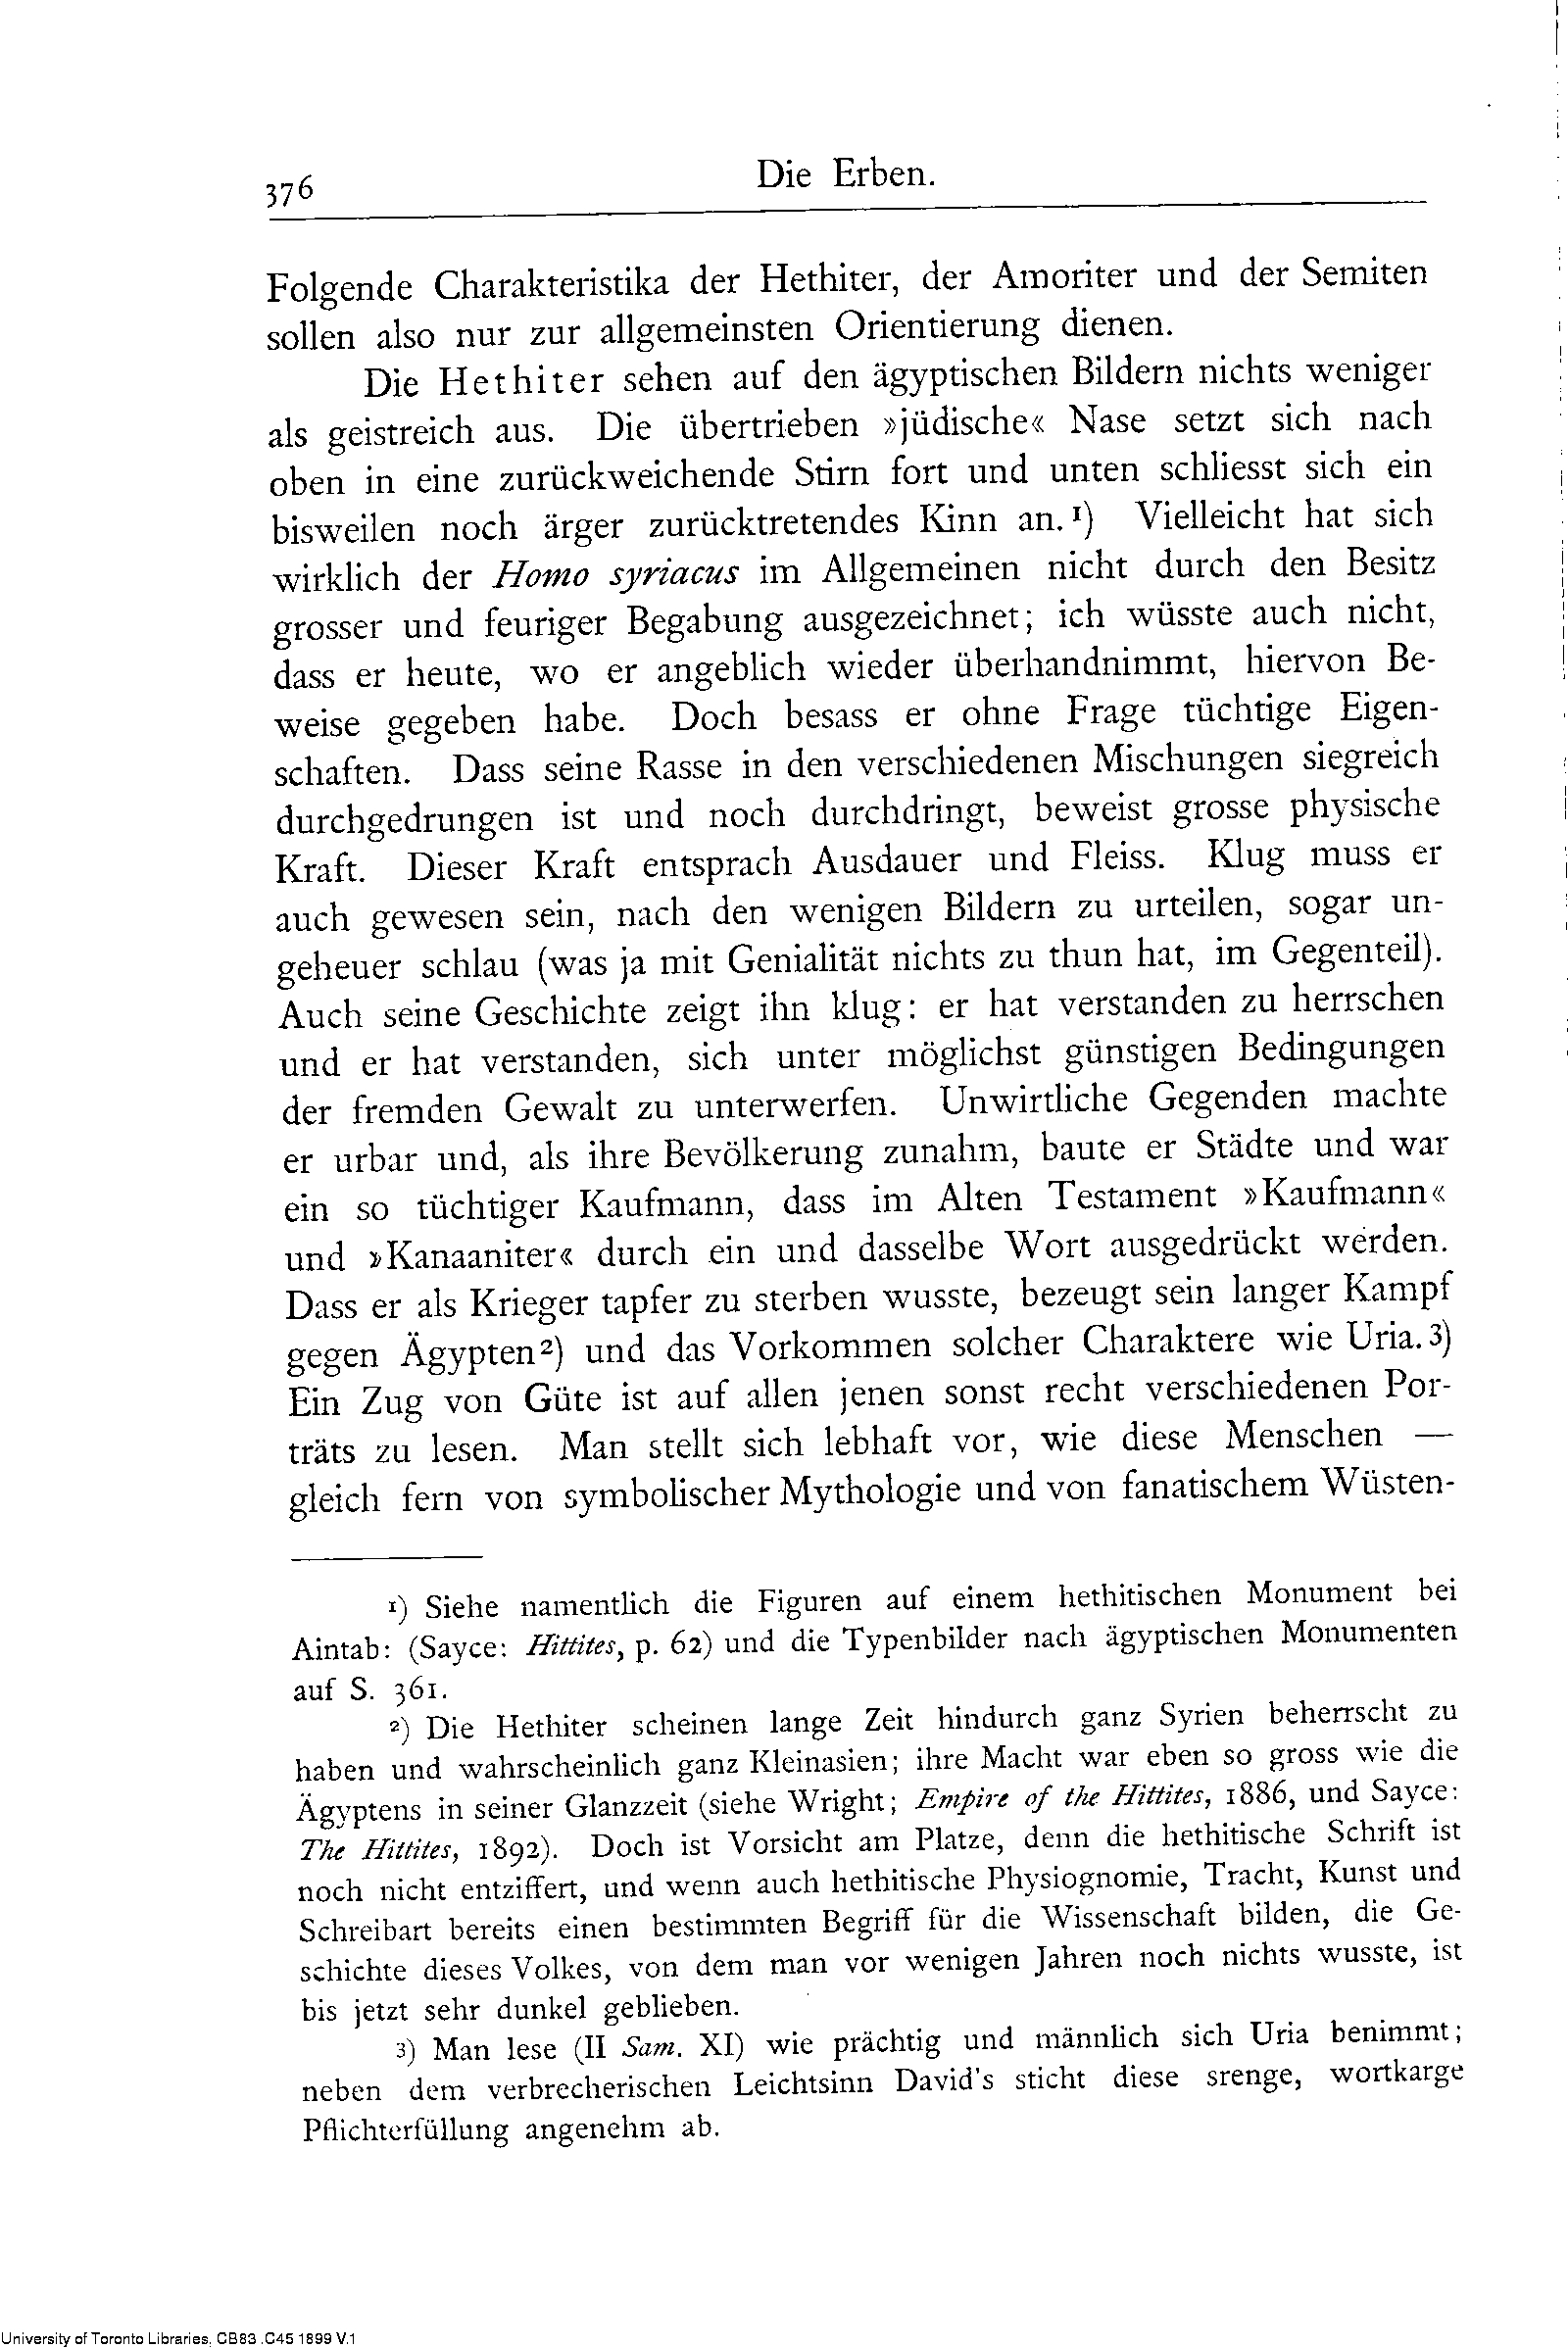 376
Die Erben.
Folgende Charakteristika der Hethiter, der Amoriter und der Semiten
sollen also nur zur allgemeinsten Orientierung dienen.
Die Hethiter sehen auf den ägyptischen Bildern nichts weniger
als geistreich aus. Die übertrieben »jüdische« Nase setzt sich nach
oben in eine zurückweichende Stirn fort und unten schliesst sich ein
bisweilen noch ärger zurücktretendes Kinn an.¹) Vielleicht hat sich
wirklich der Homo syriacus im Allgemeinen nicht durch den Besitz
grosser und feuriger Begabung ausgezeichnet; ich wüsste auch nicht,
dass er heute, wo er angeblich wieder überhandnimmt, hiervon Be-
weise gegeben habe. Doch besass er ohne Frage tüchtige Eigen-
schaften. Dass seine Rasse in den verschiedenen Mischungen siegreich
durchgedrungen ist und noch durchdringt, beweist grosse physische
Kraft. Dieser Kraft entsprach Ausdauer und Fleiss. Klug muss er
auch gewesen sein, nach den wenigen Bildern zu urteilen, sogar un-
geheuer schlau (was ja mit Genialität nichts zu thun hat, im Gegenteil).
Auch seine Geschichte zeigt ihn klug: er hat verstanden zu herrschen
und er hat verstanden, sich unter möglichst günstigen Bedingungen
der fremden Gewalt zu unterwerfen. Unwirtliche Gegenden machte
er urbar und, als ihre Bevölkerung zunahm, baute er Städte und war
ein so tüchtiger Kaufmann, dass im Alten Testament »Kaufmann«
und »Kanaaniter« durch ein und dasselbe Wort ausgedrückt werden.
Dass er als Krieger tapfer zu sterben wusste, bezeugt sein langer Kampf
gegen Ägypten²) und das Vorkommen solcher Charaktere wie Uria.³)
Ein Zug von Güte ist auf allen jenen sonst recht verschiedenen Por-
träts zu lesen. Man stellt sich lebhaft vor, wie diese Menschen —
gleich fern von symbolischer Mythologie und von fanatischem Wüsten-
¹) Siehe namentlich die Figuren auf einem hethitischen Monument bei
Aintab: (Sayce: Hittites, p. 62) und die Typenbilder nach ägyptischen Monumenten
auf S. 361.
²) Die Hethiter scheinen lange Zeit hindurch ganz Syrien beherrscht zu
haben und wahrscheinlich ganz Kleinasien; ihre Macht war eben so gross wie die
Ägyptens in seiner Glanzzeit (siehe Wright; Empire of the Hittites, 1886, und Sayce:
The Hittites, 1892). Doch ist Vorsicht am Platze, denn die hethitische Schrift ist
noch nicht entziffert, und wenn auch hethitische Physiognomie, Tracht, Kunst und
Schreibart bereits einen bestimmten Begriff für die Wissenschaft bilden, die Ge-
schichte dieses Volkes, von dem man vor wenigen Jahren noch nichts wusste, ist
bis jetzt sehr dunkel geblieben.
³) Man lese (II Sam. XI) wie prächtig und männlich sich Uria benimmt;
neben dem verbrecherischen Leichtsinn David's sticht diese srenge, wortkarge
Pflichterfüllung angenehm ab.
University of Toronto Libraries, CB83 .C45 1899 V.1